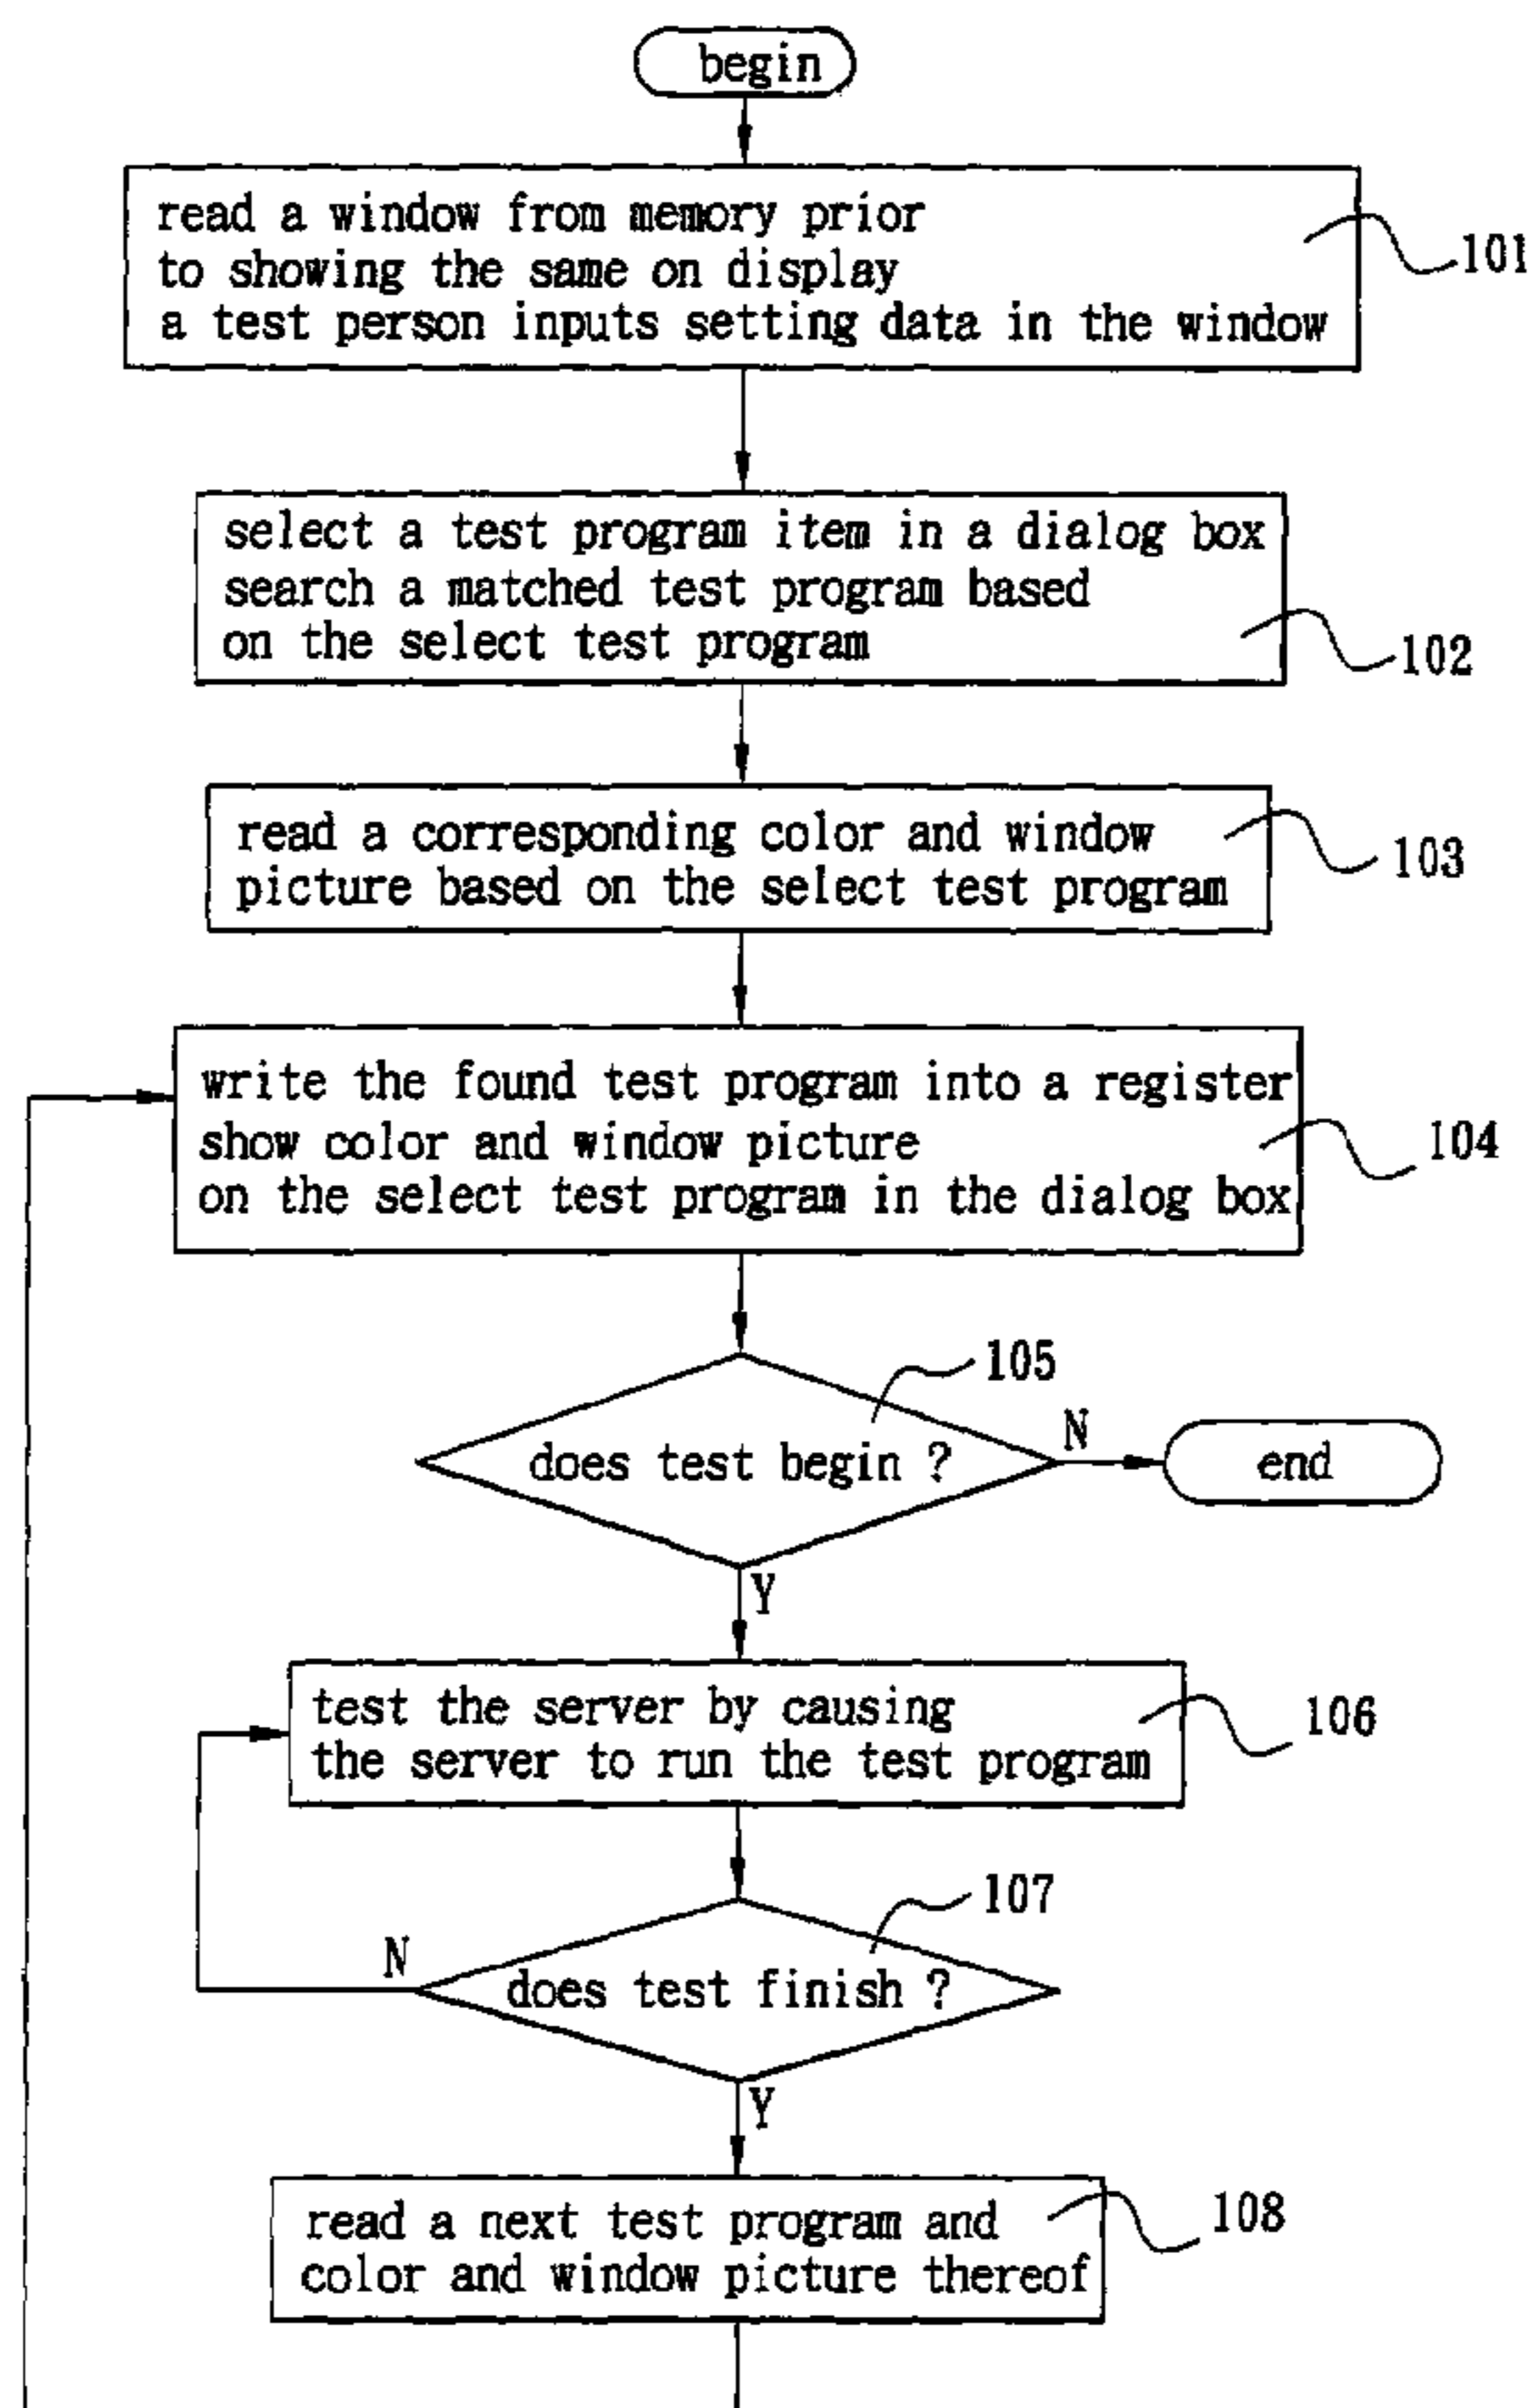 begin
read a window from memory prior
to showing the same on display
a test person inputs setting data in the window
101
select a test program item in a dialog box
search a matched test program based
on the select test program
102
read a corresponding color and window
picture based on the select test program
103
write the found test program into a register
show color and window picture
on the select test program in the dialog box
104
105
does test begin ?
N
end
Y
test the server by causing
the server to run the test program
106
107
does test finish ?
N
Y
read a next test program and
color and window picture thereof
108